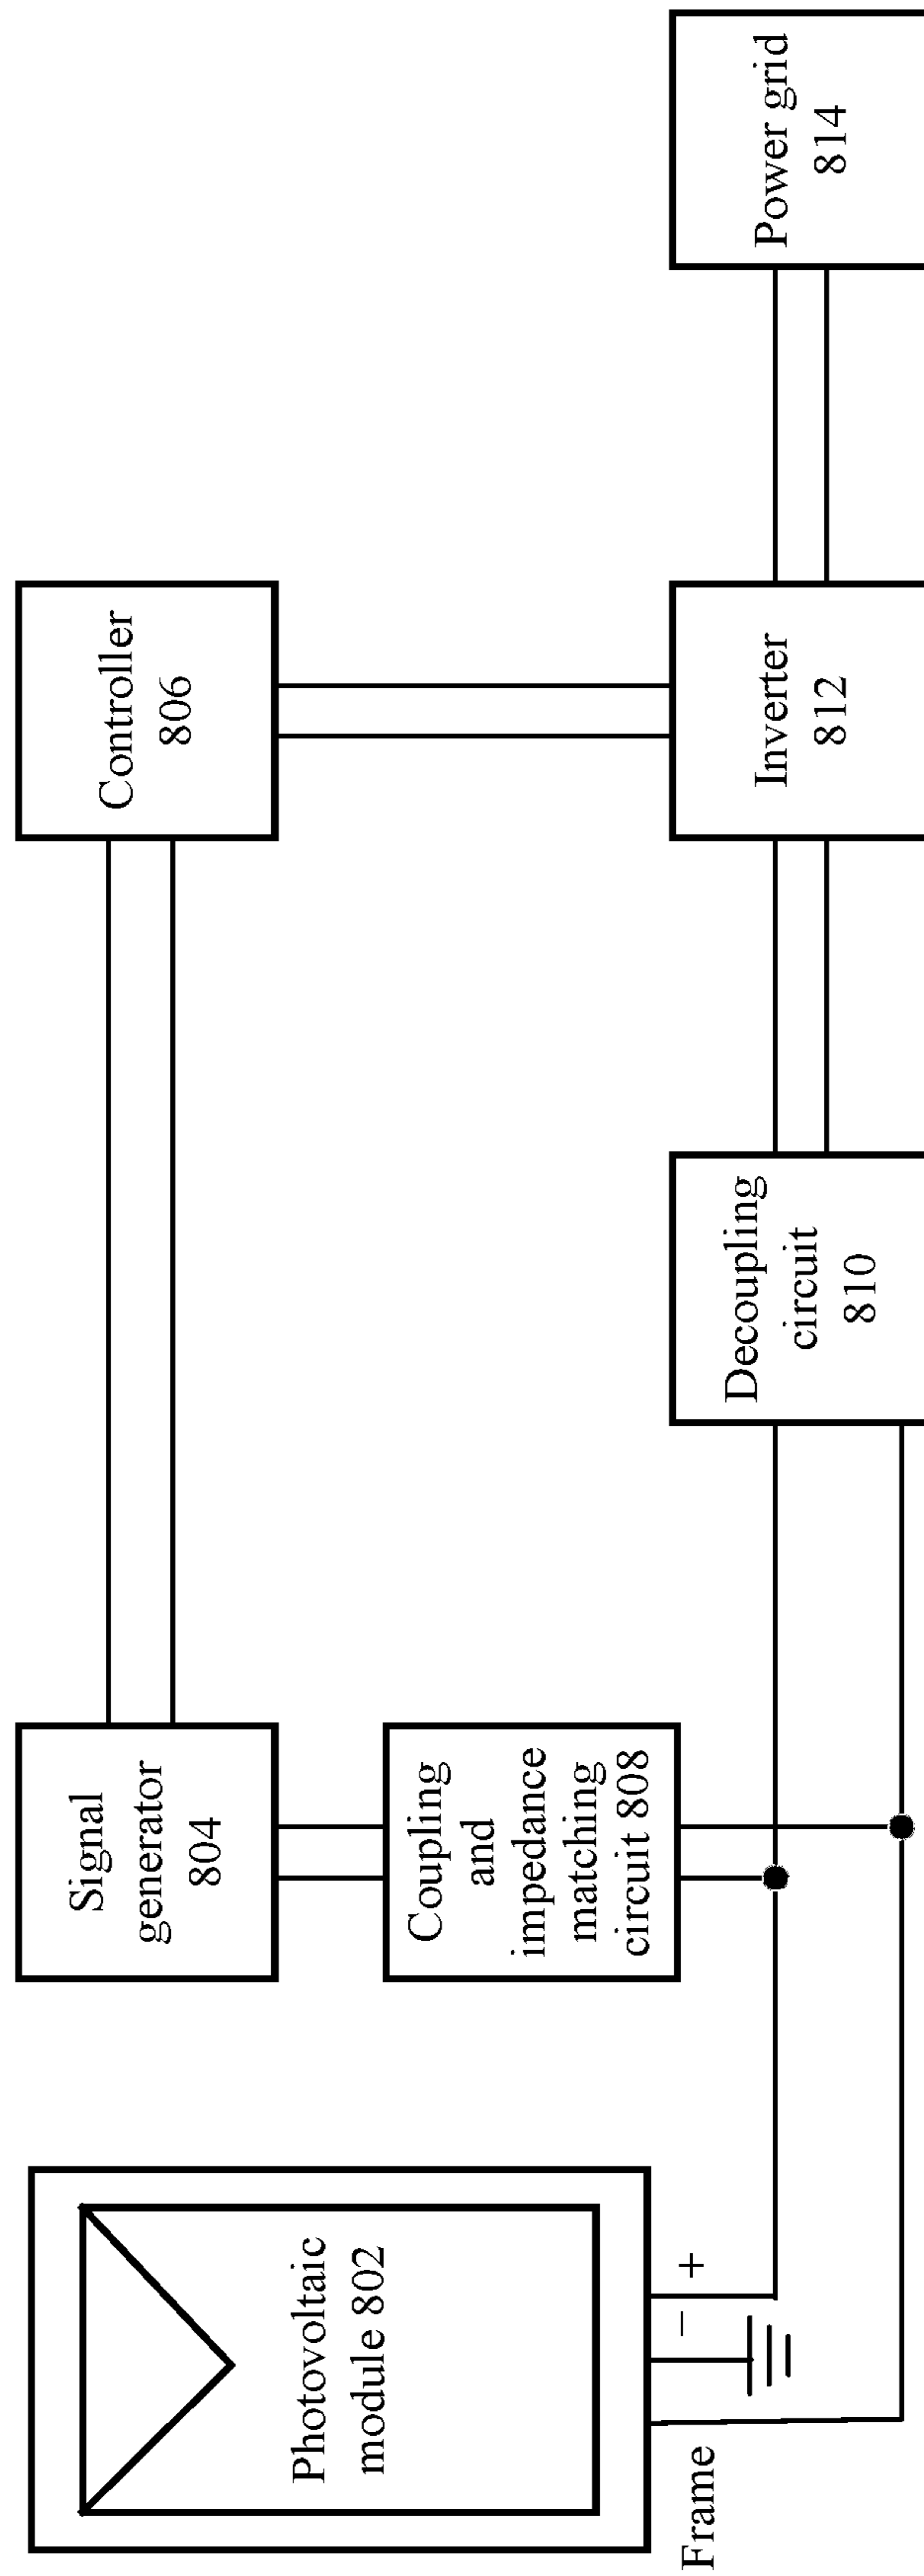 Signal
generator
804
Controller
806
Coupling
and
impedance
matching
circuit 808
Photovoltaic
module 802
Frame
−
+
Decoupling
circuit
810
Inverter
812
Power grid
814